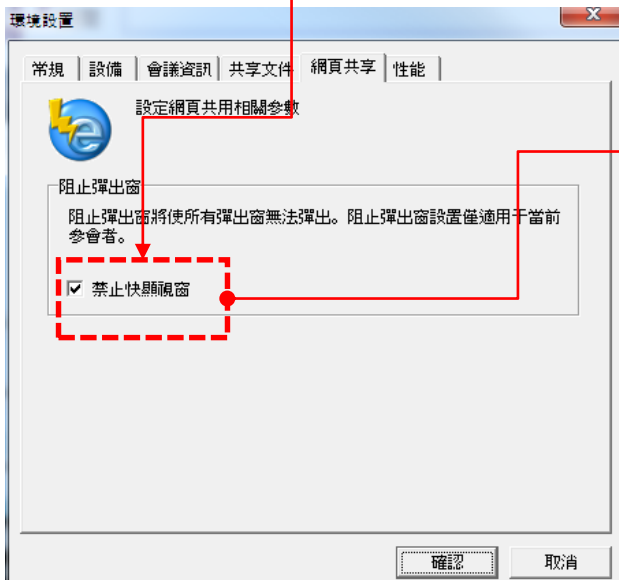 環境設置
常規 設備 會議資訊 共享文件 網頁共享 性能
設定網頁共用相關參數
阻止彈出窗
阻止彈出窗將使所有彈出窗無法彈出。阻止彈出窗設置僅適用于當前
參會者。
禁止快顯視窗
確認 取消